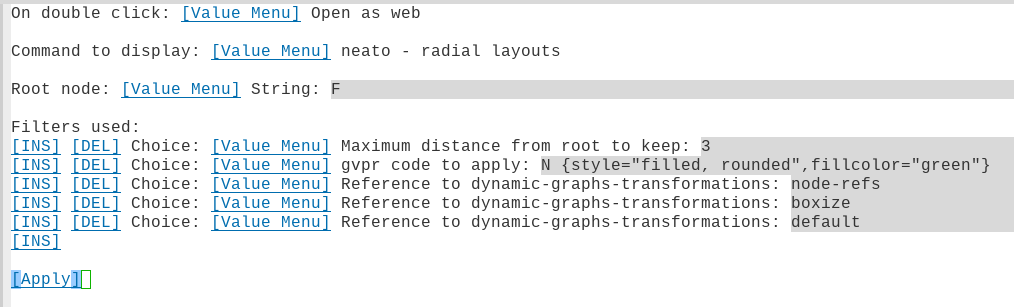 On double click: [Value Menu] Open as web
Command to display: [Value Menu] neato - radial layouts
Root node: [Value Menu] String: F
Filters used:
[INS] [DEL] Choice: [Value Menu] Maximum distance from root to keep: 3
[INS] [DEL] Choice: [Value Menu] gvpr code to apply: N {style="filled, rounded",fillcolor="green"}
[INS] [DEL] Choice: [Value Menu] Reference to dynamic-graphs-transformations: node-refs
[INS] [DEL] Choice: [Value Menu] Reference to dynamic-graphs-transformations: boxize
[INS] [DEL] Choice: [Value Menu] Reference to dynamic-graphs-transformations: default
[INS]
[Apply]